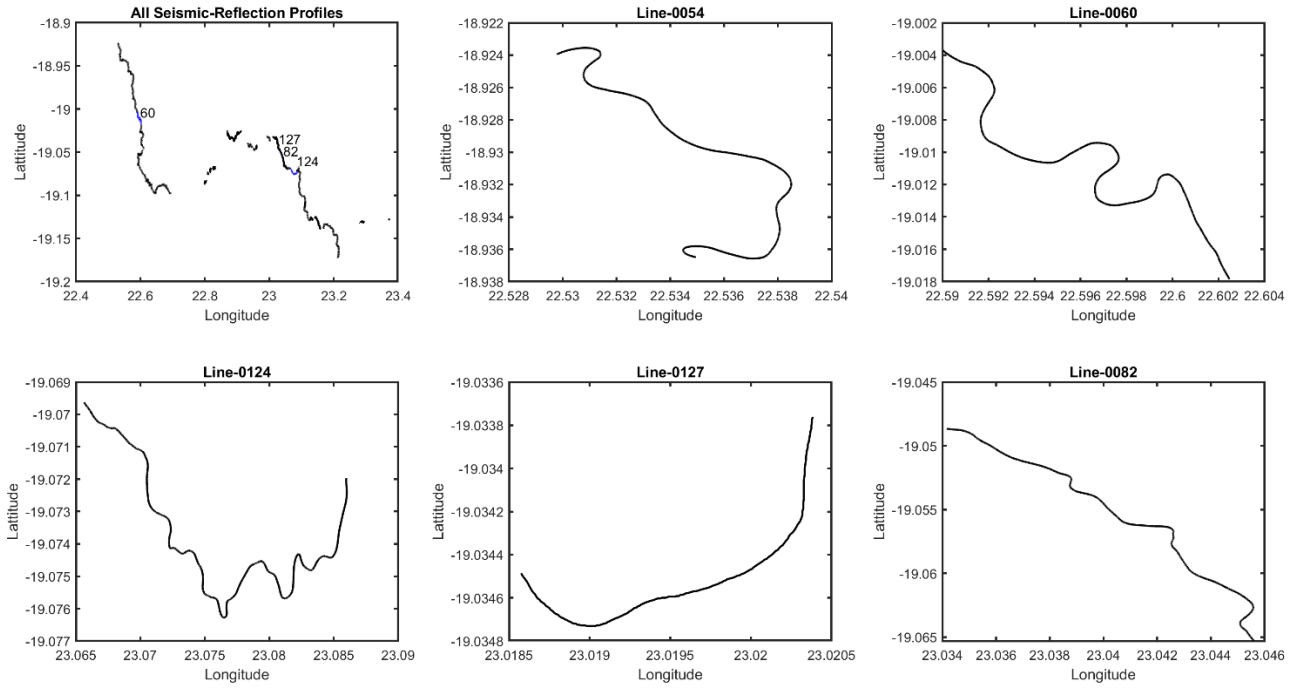 All Seismic-Reflection Profiles
-18.9
-18.95
-19
-19.05
-19.1
-19.15
-19.2
60
127
82
124
22.4 22.6 22.8 23 23.2 23.4
Lattitude
Longitude
Line-0054
-18.922
-18.924
-18.926
-18.928
-18.93
-18.932
-18.934
-18.936
-18.938
22.528 22.53 22.532 22.534 22.536 22.538 22.54
Lattitude
Longitude
Line-0060
-19.002
-19.004
-19.006
-19.008
-19.01
-19.012
-19.014
-19.016
-19.018
22.59 22.592 22.594 22.596 22.598 22.6 22.602 22.604
Lattitude
Longitude
Line-0124
-19.069
-19.07
-19.071
-19.072
-19.073
-19.074
-19.075
-19.076
-19.077
23.065 23.07 23.075 23.08 23.085 23.09
Lattitude
Longitude
Line-0127
-19.0336
-19.0338
-19.034
-19.0342
-19.0344
-19.0346
-19.0348
23.0185 23.019 23.0195 23.02 23.0205
Lattitude
Longitude
Line-0082
-19.045
-19.05
-19.055
-19.06
-19.065
23.034 23.036 23.038 23.04 23.042 23.044 23.046
Lattitude
Longitude